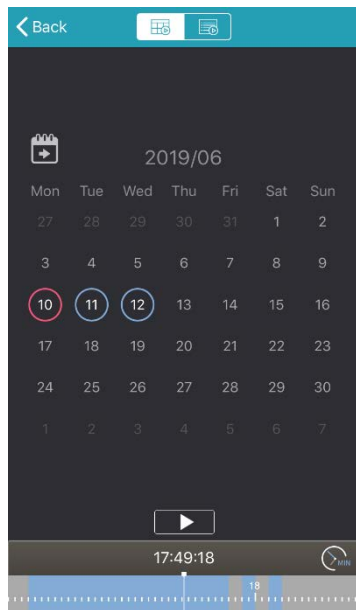 Back
2019/06
Mon Tue Wed Thu Fri Sat Sun
27 28 29 30 31 1 2
3 4 5 6 7 8 9
10 11 12 13 14 15 16
17 18 19 20 21 22 23
24 25 26 27 28 29 30
1 2 3 4 5 6 7
17:49:18
MIN
18